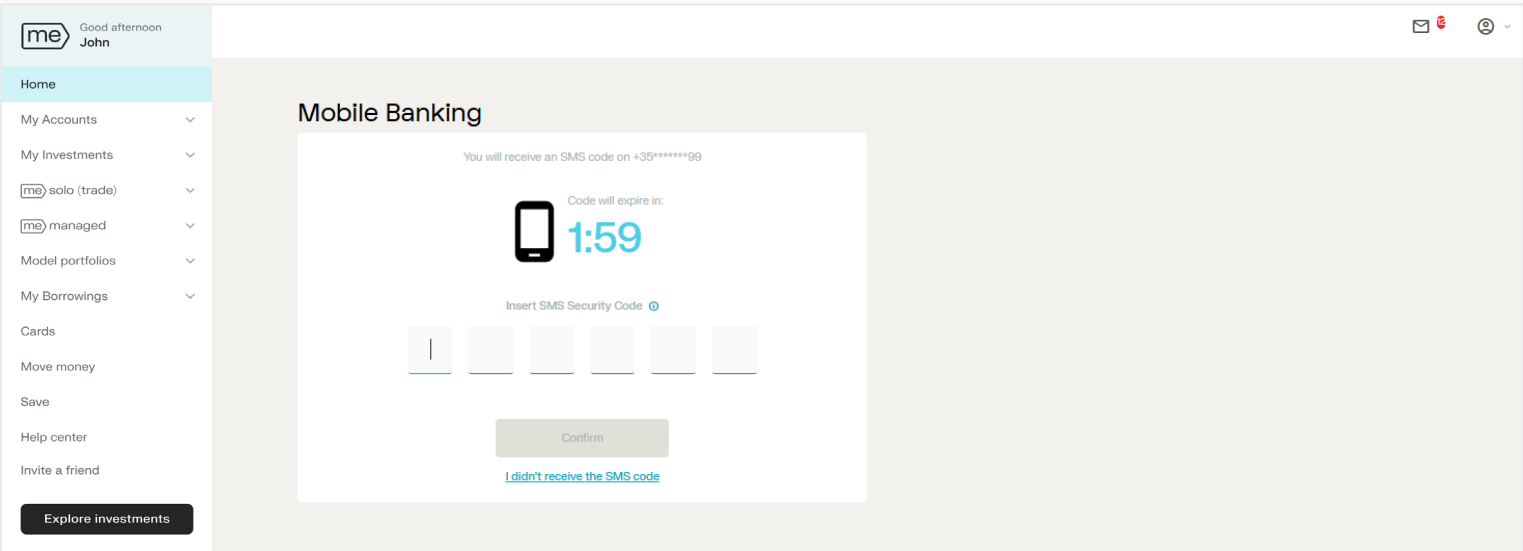 me
Good afternoon
John
12
Home
My Accounts
My Investments
me solo (trade)
me managed
Model portfolios
My Borrowings
Cards
Move money
Save
Help center
Invite a friend
Explore investments
Mobile Banking
You will receive an SMS code on +35*******99
Code will expire in:
1:59
Insert SMS Security Code
Confirm
I didn't receive the SMS code